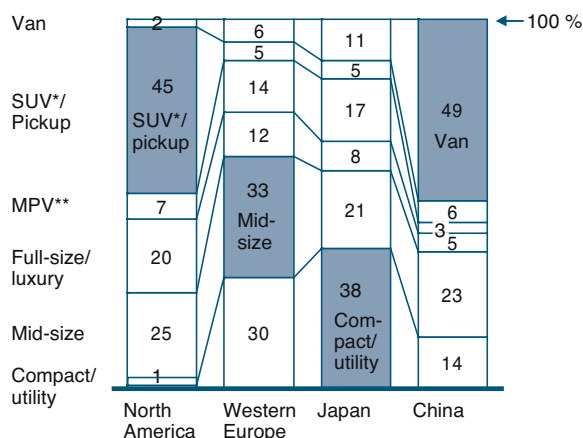 Van
SUV*/
Pickup
MPV**
Full-size/
luxury
Mid-size
Compact/
utility
2
45
SUV*/
pickup
7
20
25
1
6
5
14
12
33
Mid-
size
30
11
5
17
8
21
38
Com-
pact/
utility
49
Van
6
3
5
23
14
100 %
North
America
Western
Europe
Japan
China